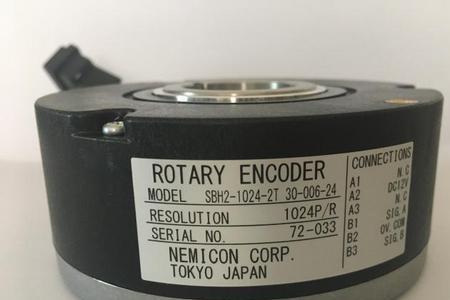 ROTARY ENCODER
MODEL SBH2-1024-2T 30-006-24
RESOLUTION 1024P/R
SERIAL NO. 72-033
NEMICON CORP.
TOKYO JAPAN
CONNECTIONS
A1 N.C
A2 DC12V
A3 N.C
B1 SIG.A
B2 0V.COM
B3 SIG.B